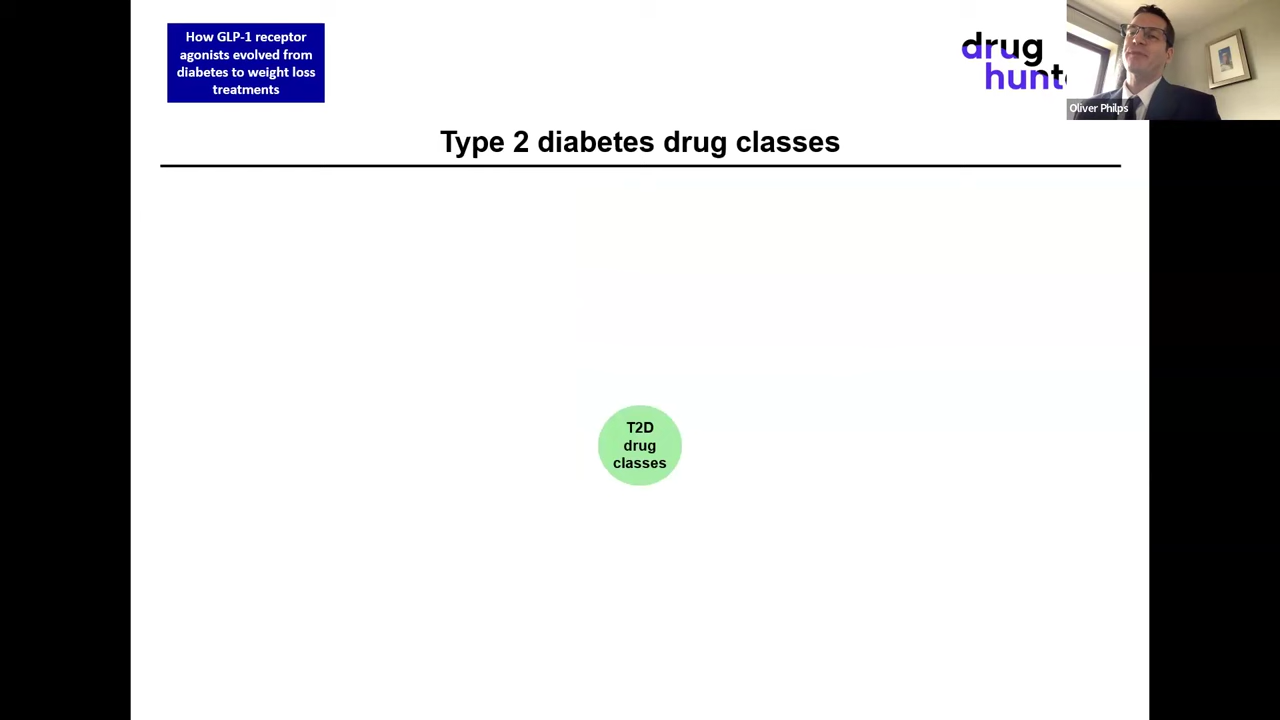 How GLP-1 receptor
agonists evolved from
diabetes to weight loss
treatments
drug
hunt
Oliver Philps
Type 2 diabetes drug classes
T2D
drug
classes